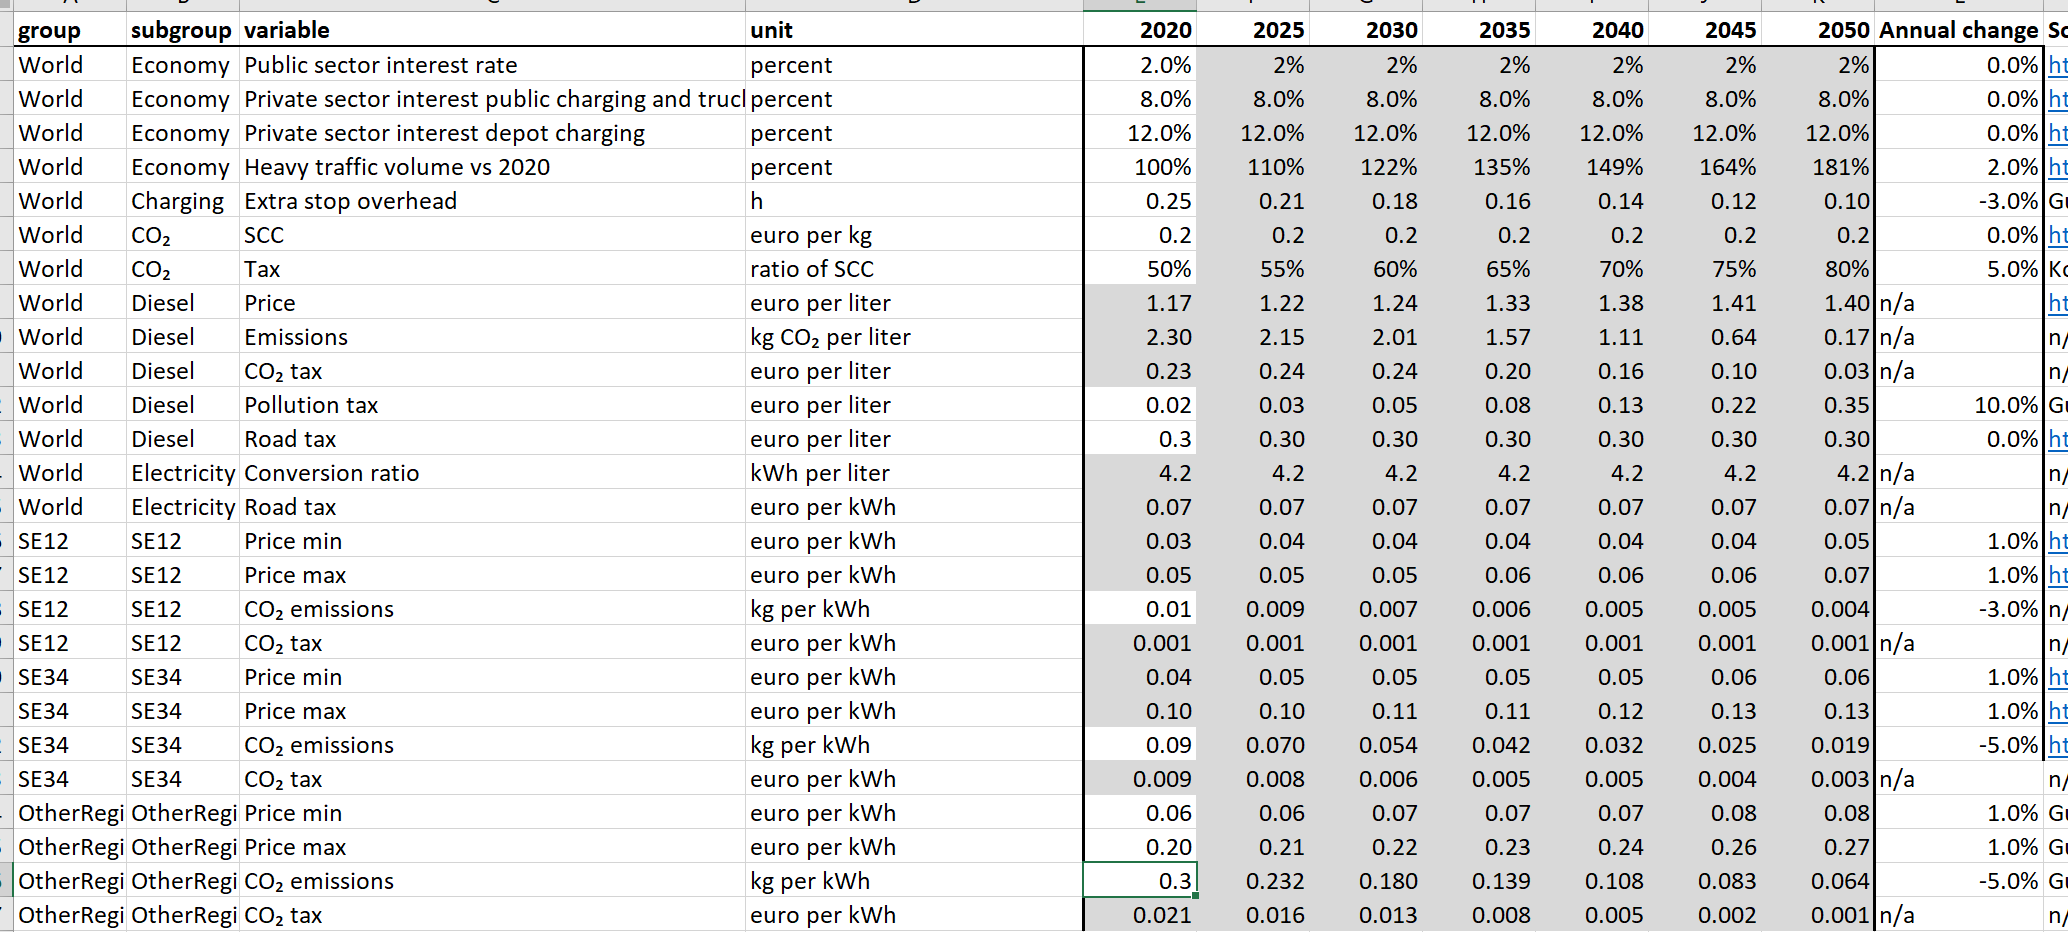 group subgroup variable unit 2020 2025 2030 2035 2040 2045 2050 Annual change
World Economy Public sector interest rate percent 2.0% 2% 2% 2% 2% 2% 2% 0.0% ht
World Economy Private sector interest public charging and truc percent 8.0% 8.0% 8.0% 8.0% 8.0% 8.0% 8.0% 0.0% ht
World Economy Private sector interest depot charging percent 12.0% 12.0% 12.0% 12.0% 12.0% 12.0% 12.0% 0.0% ht
World Economy Heavy traffic volume vs 2020 percent 100% 110% 122% 135% 149% 164% 181% 2.0% ht
World Charging Extra stop overhead h 0.25 0.21 0.18 0.16 0.14 0.12 0.10 -3.0%
World CO₂ SCC euro per kg 0.2 0.2 0.2 0.2 0.2 0.2 0.2 0.0% ht
World CO₂ Tax ratio of SCC 50% 55% 60% 65% 70% 75% 80% 5.0%
World Diesel Price euro per liter 1.17 1.22 1.24 1.33 1.38 1.41 1.40 n/a ht
World Diesel Emissions kg CO₂ per liter 2.30 2.15 2.01 1.57 1.11 0.64 0.17 n/a n/
World Diesel CO₂ tax euro per liter 0.23 0.24 0.24 0.20 0.16 0.10 0.03 n/a n/
World Diesel Pollution tax euro per liter 0.02 0.03 0.05 0.08 0.13 0.22 0.35 10.0%
World Diesel Road tax euro per liter 0.3 0.30 0.30 0.30 0.30 0.30 0.30 0.0% ht
World Electricity Conversion ratio kWh per liter 4.2 4.2 4.2 4.2 4.2 4.2 4.2 n/a n/
World Electricity Road tax euro per kWh 0.07 0.07 0.07 0.07 0.07 0.07 0.07 n/a n/
SE12 SE12 Price min euro per kWh 0.03 0.04 0.04 0.04 0.04 0.04 0.05 1.0% ht
SE12 SE12 Price max euro per kWh 0.05 0.05 0.05 0.06 0.06 0.06 0.07 1.0% ht
SE12 SE12 CO₂ emissions kg per kWh 0.01 0.009 0.007 0.006 0.005 0.005 0.004 -3.0% n/
SE12 SE12 CO₂ tax euro per kWh 0.001 0.001 0.001 0.001 0.001 0.001 0.001 n/a n/
SE34 SE34 Price min euro per kWh 0.04 0.05 0.05 0.05 0.05 0.06 0.06 1.0% ht
SE34 SE34 Price max euro per kWh 0.10 0.10 0.11 0.11 0.12 0.13 0.13 1.0% ht
SE34 SE34 CO₂ emissions kg per kWh 0.09 0.070 0.054 0.042 0.032 0.025 0.019 -5.0% ht
SE34 SE34 CO₂ tax euro per kWh 0.009 0.008 0.006 0.005 0.005 0.004 0.003 n/a n/
OtherRegi OtherRegi Price min euro per kWh 0.06 0.06 0.07 0.07 0.07 0.08 0.08 1.0%
OtherRegi OtherRegi Price max euro per kWh 0.20 0.21 0.22 0.23 0.24 0.26 0.27 1.0%
OtherRegi OtherRegi CO₂ emissions kg per kWh 0.3 0.232 0.180 0.139 0.108 0.083 0.064 -5.0%
OtherRegi OtherRegi CO₂ tax euro per kWh 0.021 0.016 0.013 0.008 0.005 0.002 0.001 n/a n/